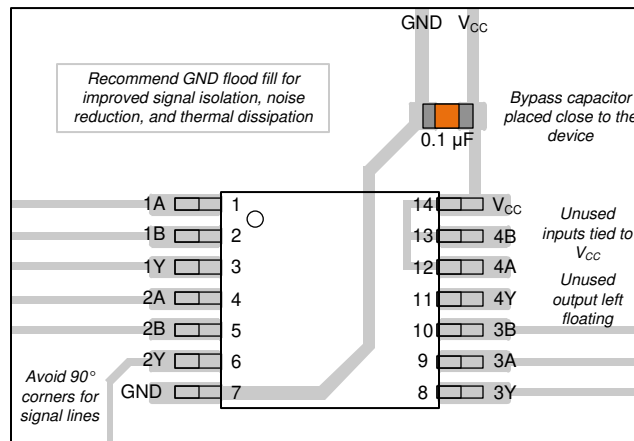 GND VCC
Recommend GND flood fill for
improved signal isolation, noise
reduction, and thermal dissipation
Bypass capacitor
placed close to the
device
0.1 µF
1A 1 14 VCC
1B 2 13 4B
1Y 3 12 4A
2A 4 11 4Y
2B 5 10 3B
2Y 6 9 3A
GND 7 8 3Y
Unused
inputs tied to
VCC
Unused
output left
floating
Avoid 90°
corners for
signal lines